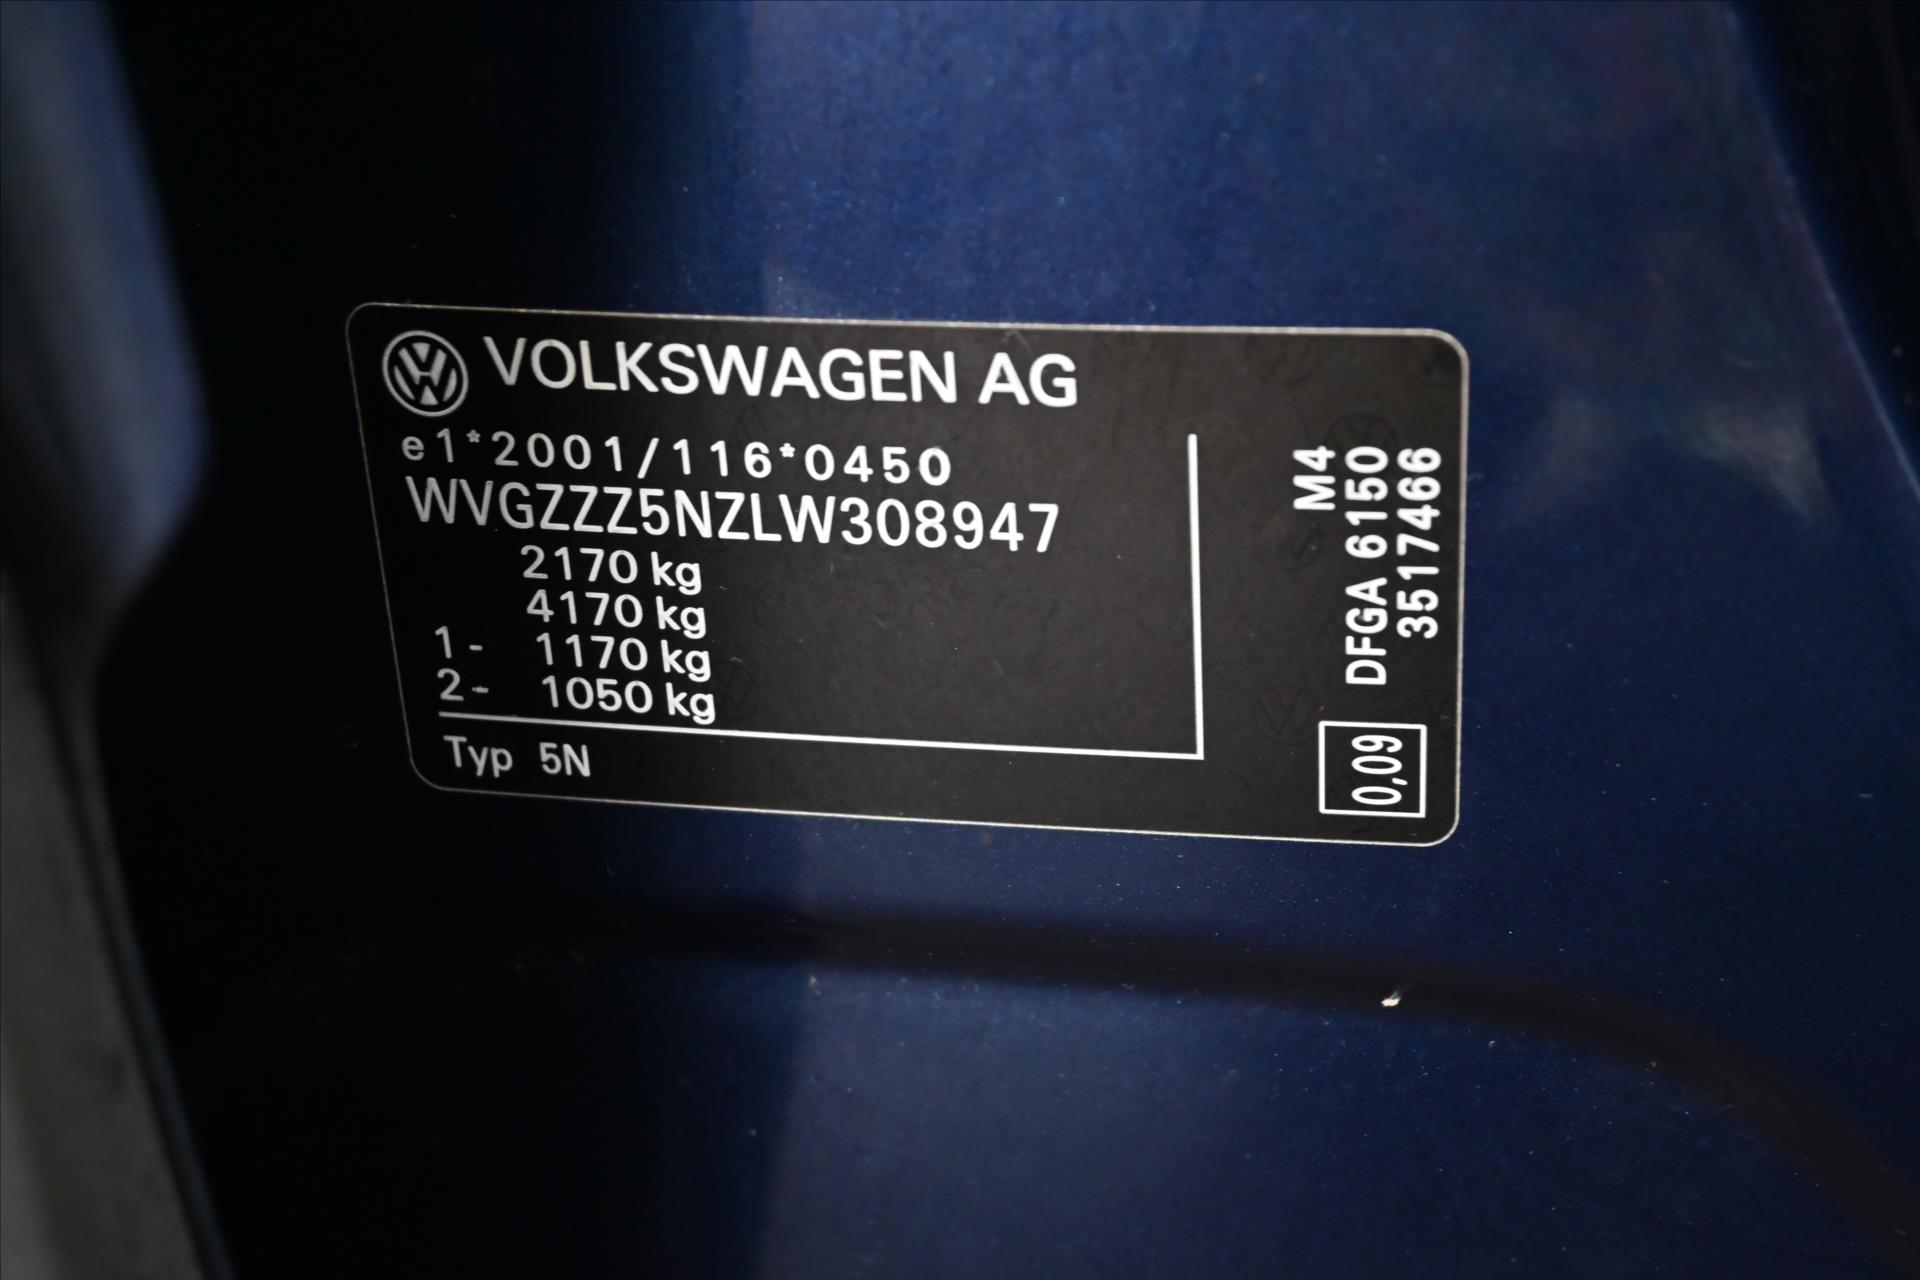 VOLKSWAGEN AG
e1*2001/116*0450
WVGZZZ5NZLW308947
2170 kg
4170 kg
1- 1170 kg
2- 1050 kg
Typ 5N
M4
DFGA 6150
3517466
0,09